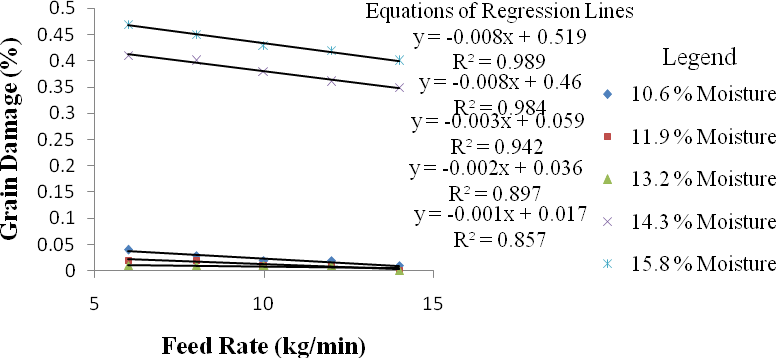 Equations of Regression Lines
y = -0.008x + 0.519
R² = 0.989
y = -0.008x + 0.46
R² = 0.984
y = -0.003x + 0.059
R² = 0.942
y = -0.002x + 0.036
R² = 0.897
y = -0.001x + 0.017
R² = 0.857
Legend
10.6 % Moisture
11.9 % Moisture
13.2 % Moisture
14.3 % Moisture
15.8 % Moisture
Grain Damage (%)
0.5
0.45
0.4
0.35
0.3
0.25
0.2
0.15
0.1
0.05
0
5
10
15
Feed Rate (kg/min)